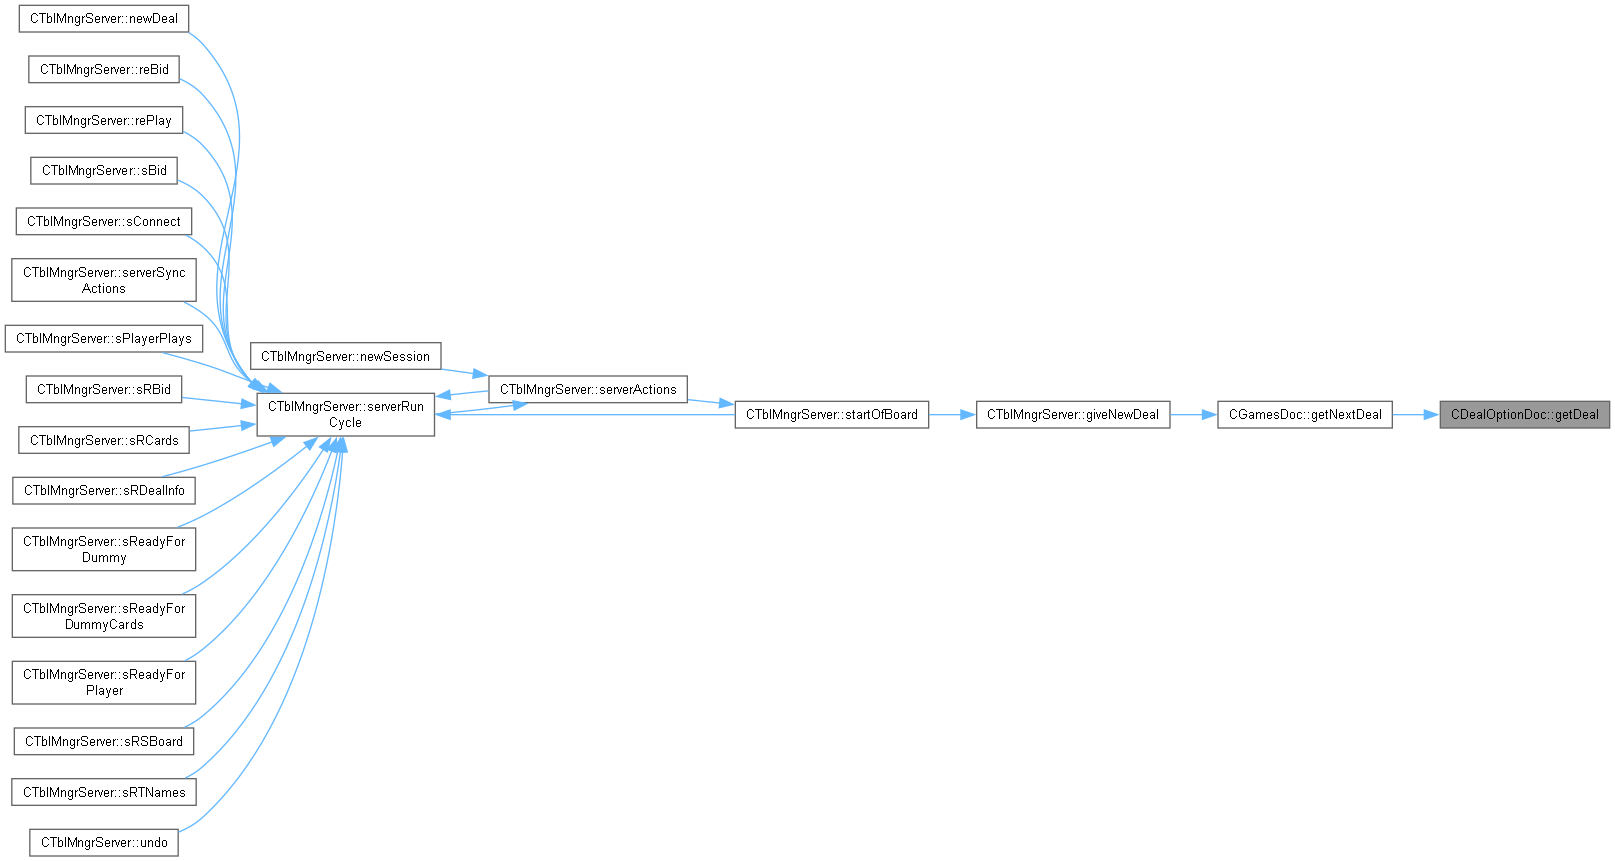 CTblMngrServer::newDeal
CTblMngrServer::reBid
CTblMngrServer::rePlay
CTblMngrServer::sBid
CTblMngrServer::sConnect
CTblMngrServer::serverSync
Actions
CTblMngrServer::sPlayerPlays
CTblMngrServer::sRBid
CTblMngrServer::sRCards
CTblMngrServer::sRDealInfo
CTblMngrServer::sReadyFor
Dummy
CTblMngrServer::sReadyFor
DummyCards
CTblMngrServer::sReadyFor
Player
CTblMngrServer::sRSBoard
CTblMngrServer::sRTNames
CTblMngrServer::undo
CTblMngrServer::newSession
CTblMngrServer::serverRun
Cycle
CTblMngrServer::serverActions
CTblMngrServer::startOfBoard
CTblMngrServer::giveNewDeal
CGamesDoc::getNextDeal
CDealOptionDoc::getDeal